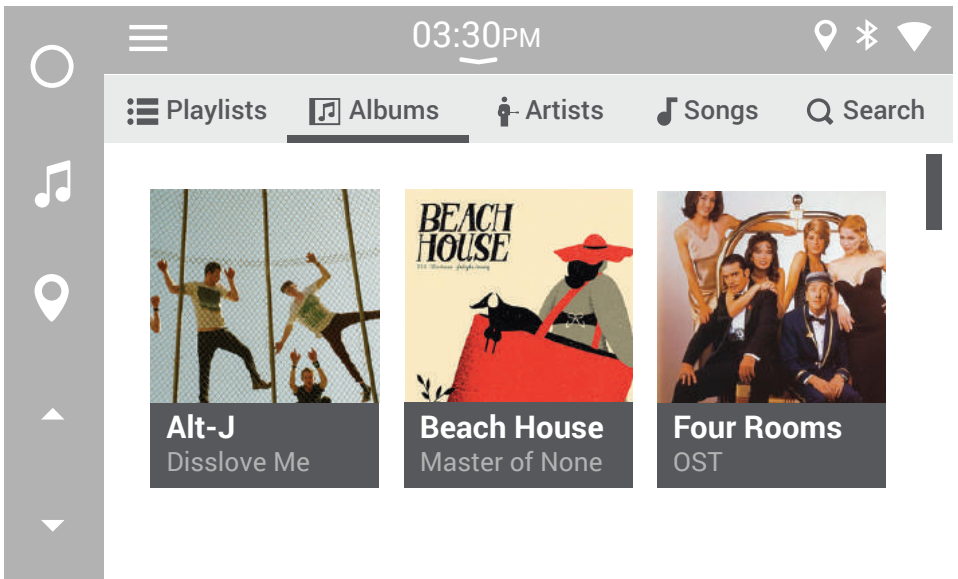 03:30PM
Playlists Albums Artists Songs Search
BEACH
HOUSE
Alt-J
Disslove Me
Beach House
Master of None
Four Rooms
OST